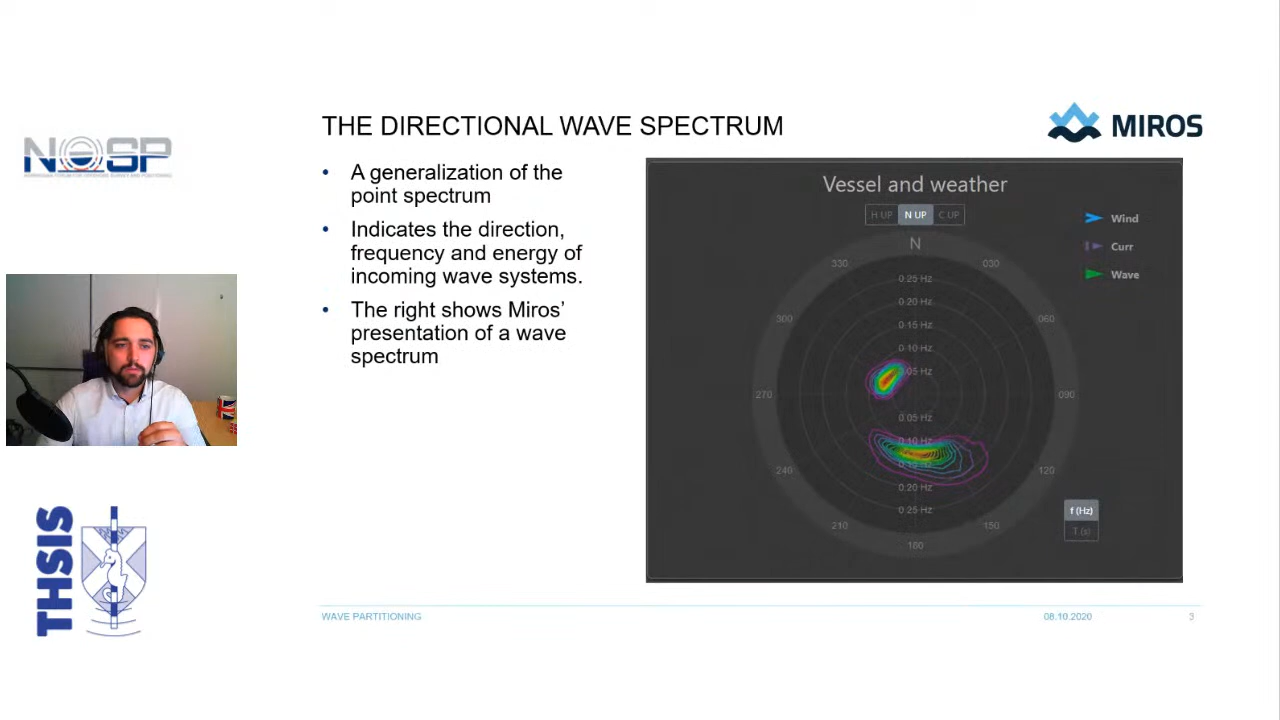 THE DIRECTIONAL WAVE SPECTRUM
MIROS
NOSP
• A generalization of the
point spectrum
• Indicates the direction,
frequency and energy of
incoming wave systems.
• The right shows Miros’
presentation of a wave
spectrum
Vessel and weather
H UP N UP C UP
Wind
Curr
Wave
N
330
030
300
060
270
090
240
120
210
150
180
0.25 Hz
0.20 Hz
0.15 Hz
0.10 Hz
0.05 Hz
0.05 Hz
0.10 Hz
0.15 Hz
0.20 Hz
0.25 Hz
f (Hz)
T (s)
THSIS
WAVE PARTITIONING
08.10.2020
3